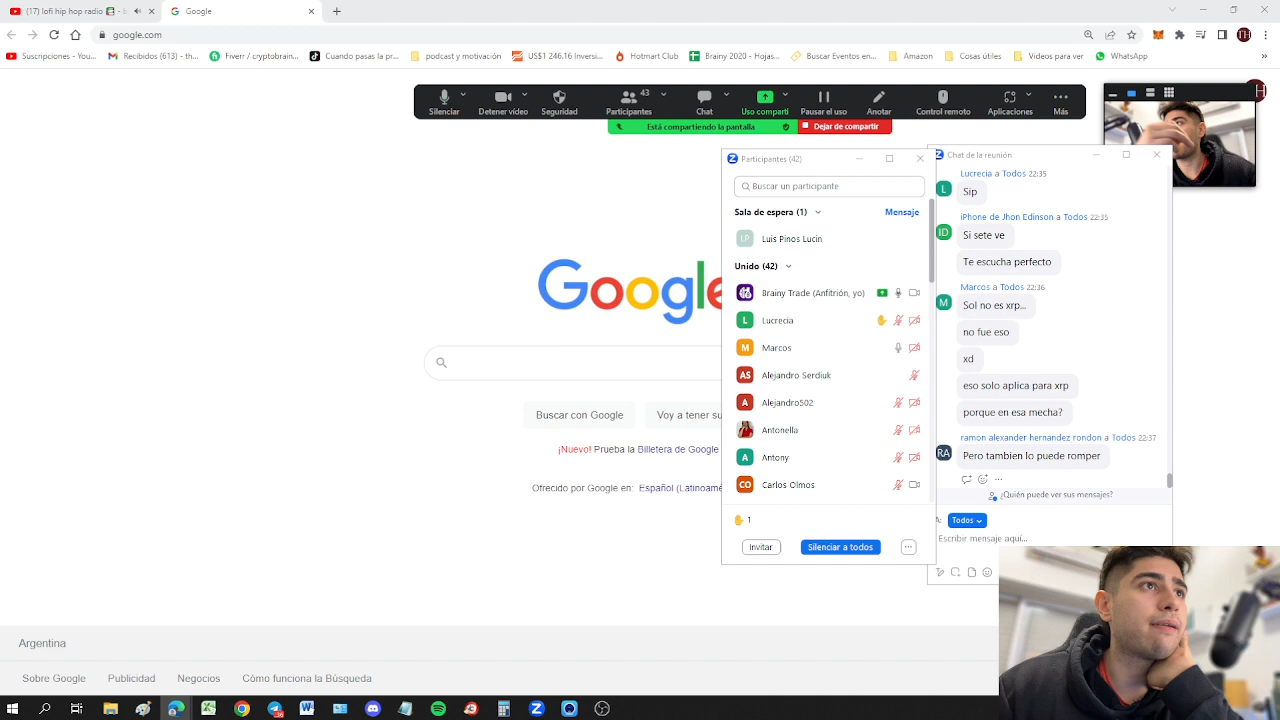 (17) lofi hip hop radio
Google
google.com
Suscripciones - You...
Recibidos (613) - th...
Fiverr / cryptobrain...
Cuando pasas la pr...
podcast y motivación
US$1 246.16 Inversi...
Hotmart Club
Brainy 2020 - Hojas...
Buscar Eventos en...
Amazon
Cosas útiles
Videos para ver
WhatsApp
»
Silenciar
Detener video
Seguridad
43
Participantes
Chat
Uso comparti
Pausar el uso
Anotar
Control remoto
Aplicaciones
Más
Está compartiendo la pantalla
Dejar de compartir
Participantes (42)
Buscar un participante
Sala de espera (1)
Mensaje
LP
Luis Pinos Lucin
Unido (42)
Brainy Trade (Anfitrión, yo)
L
Lucrecia
M
Marcos
AS
Alejandro Serdiuk
A
Alejandro502
Antonella
A
Antony
CO
Carlos Olmos
1
Invitar
Silenciar a todos
Chat de la reunión
Lucrecia a Todos 22:35
L
Sip
iPhone de Jhon Edinson a Todos 22:35
ID
Si sete ve
Te escucha perfecto
Marcos a Todos 22:36
M
Sol no es xrp...
no fue eso
xd
eso solo aplica para xrp
porque en esa mecha?
ramon alexander hernandez rondon a Todos 22:37
RA
Pero tambien lo puede romper
¿Quién puede ver sus mensajes?
Todos
Escribir mensaje aquí...
Google
Buscar con Google
Voy a tener su
¡Nuevo! Prueba la Billetera de Google
Ofrecido por Google en: Español (Latinoamé
Argentina
Sobre Google
Publicidad
Negocios
Cómo funciona la Búsqueda